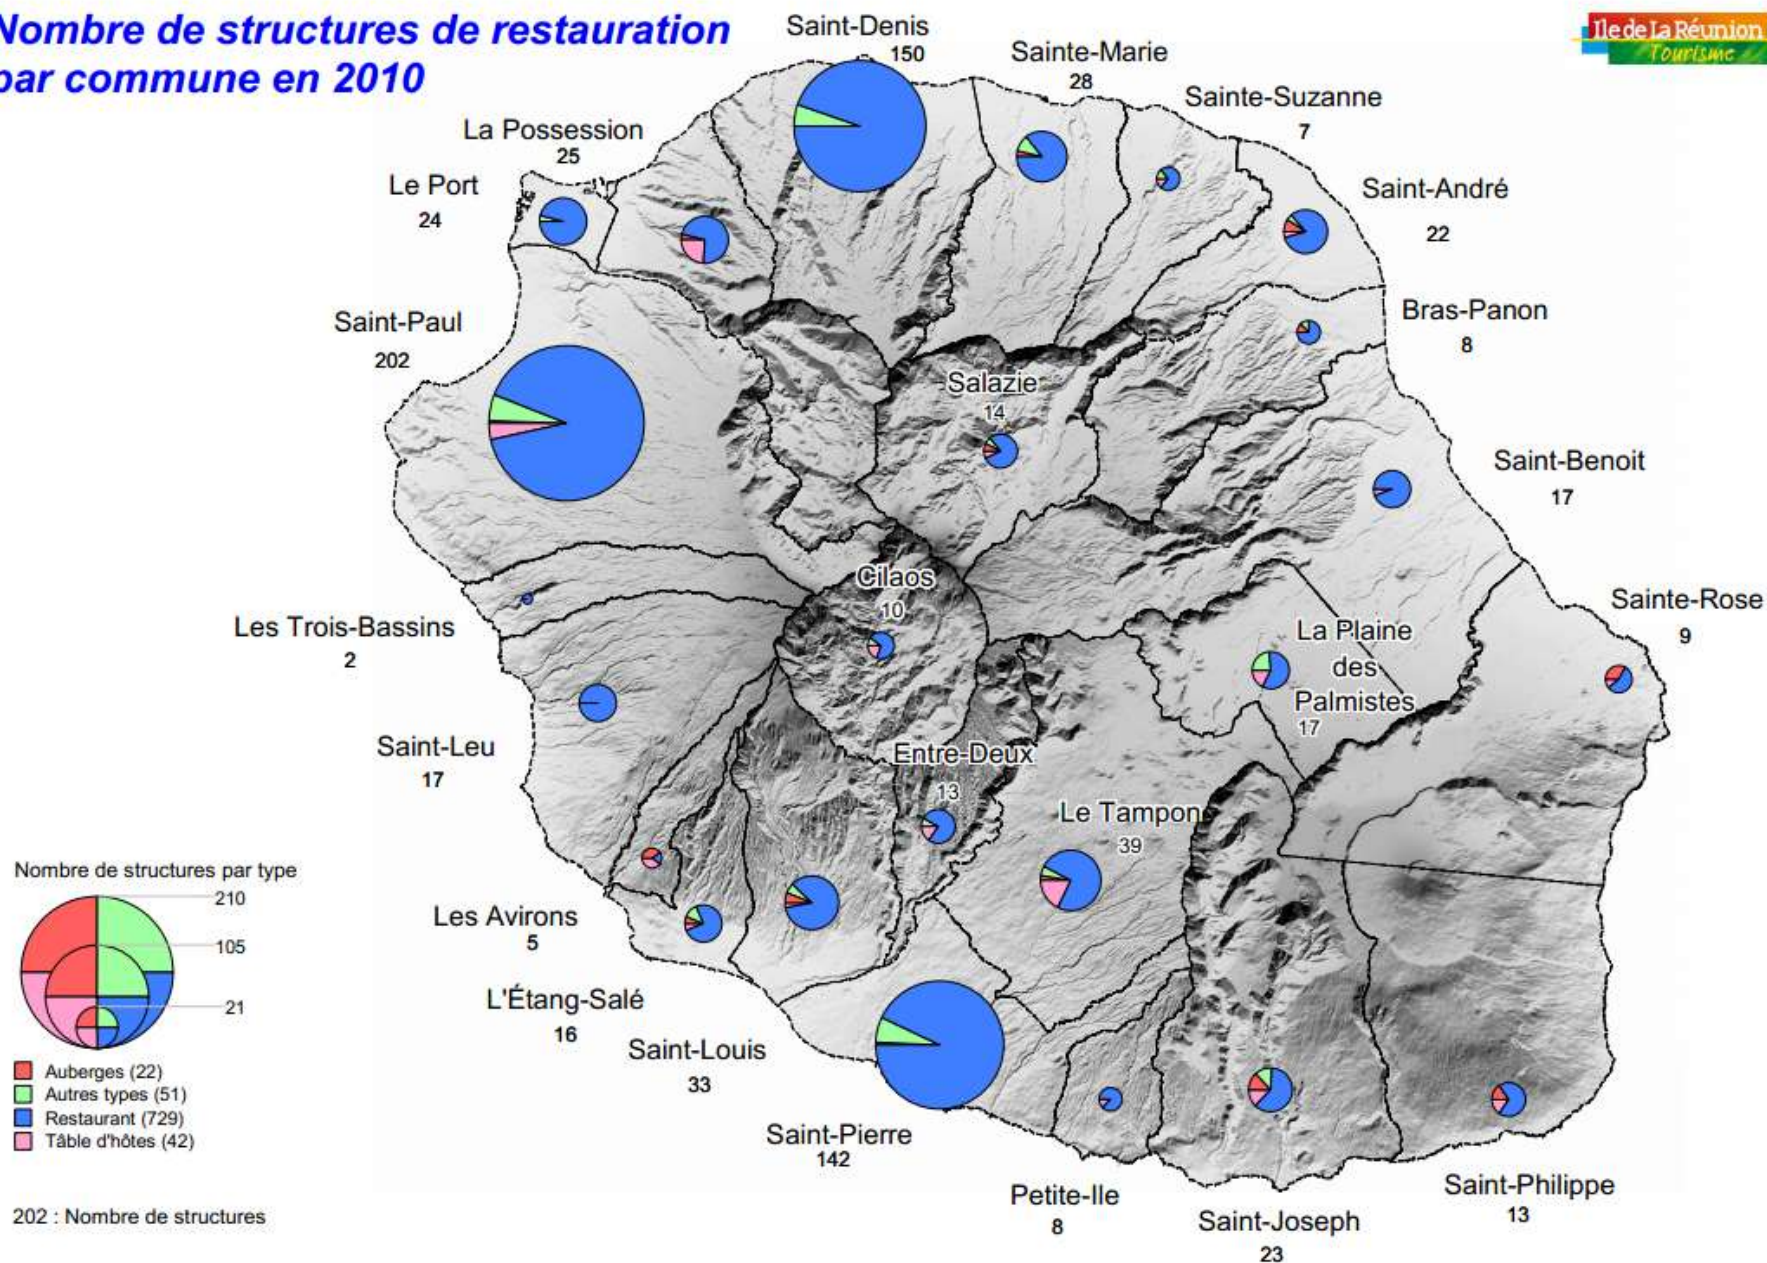 Nombre de structures de restauration
par commune en 2010
Ile de La Réunion
Tourisme
Saint-Denis
150
Sainte-Marie
28
Sainte-Suzanne
7
La Possession
25
Le Port
24
Saint-André
22
Saint-Paul
202
Bras-Panon
8
Salazie
14
Saint-Benoit
17
Cilaos
10
Les Trois-Bassins
2
Sainte-Rose
9
La Plaine
des
Palmistes
17
Saint-Leu
17
Entre-Deux
13
Le Tampon
39
Les Avirons
5
L'Étang-Salé
16
Saint-Louis
33
Saint-Pierre
142
Petite-Ile
8
Saint-Joseph
23
Saint-Philippe
13
Nombre de structures par type
210
105
21
Auberges (22)
Autres types (51)
Restaurant (729)
Tâble d'hôtes (42)
202 : Nombre de structures